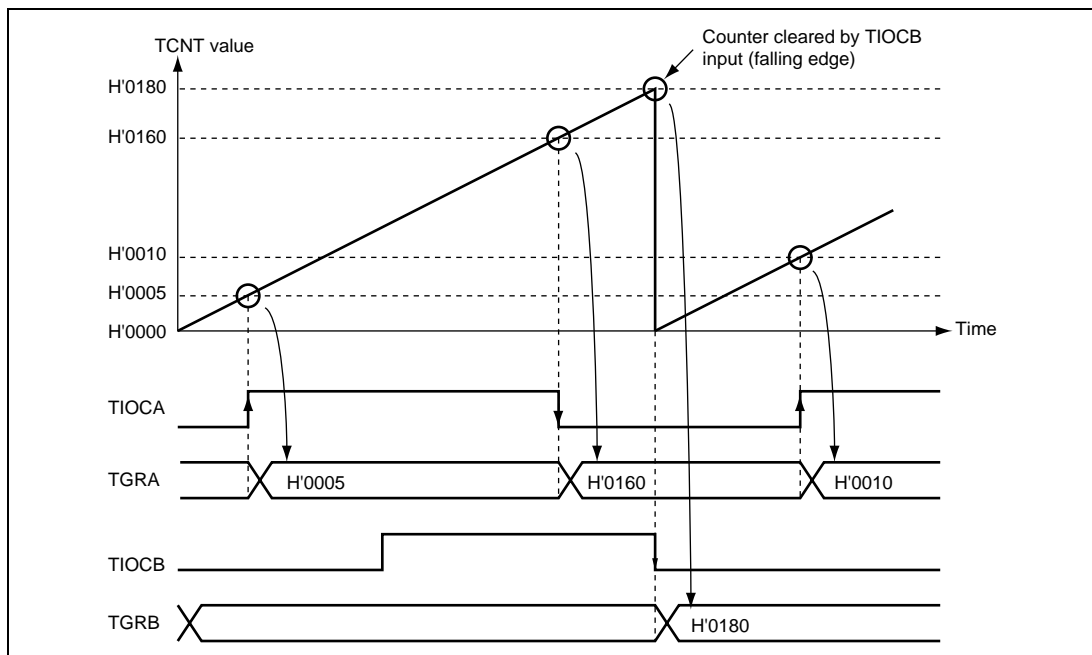 TCNT value
Counter cleared by TIOCB
input (falling edge)
H'0180
H'0160
H'0010
H'0005
H'0000
Time
TIOCA
TGRA
H'0005
H'0160
H'0010
TIOCB
TGRB
H'0180